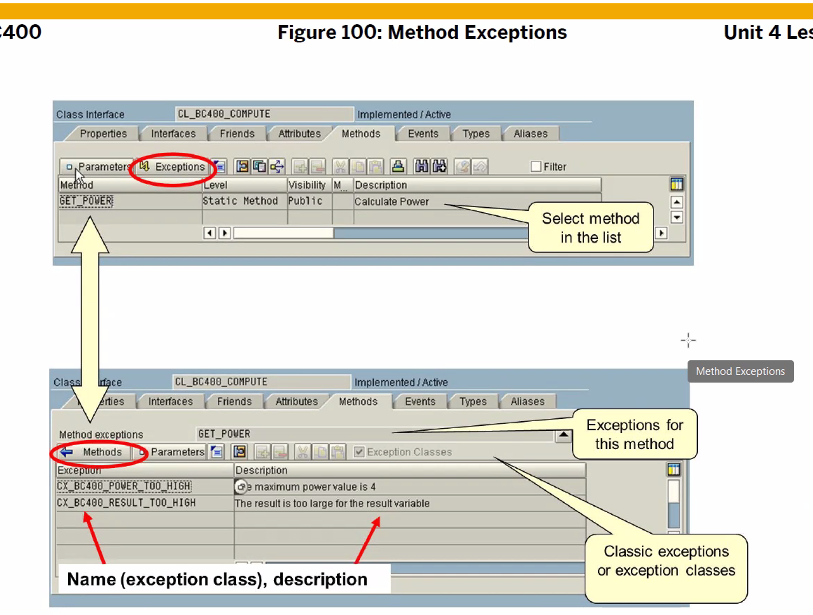 C400
Figure 100: Method Exceptions
Unit 4 Les
Class Interface CL_BC400_COMPUTE Implemented / Active
Properties Interfaces Friends Attributes Methods Events Types Aliases
Parameters Exceptions Filter
Method Level Visibility M... Description
GET_POWER Static Method Public Calculate Power
Select method
in the list
Method Exceptions
CL_BC400_COMPUTE Implemented / Active
Interfaces Friends Attributes Methods Events Types Aliases
Exceptions for
this method
Method exceptions GET_POWER
Methods Parameters Exception Classes
Exception Description
CX_BC400_POWER_TOO_HIGH maximum power value is 4
CX_BC400_RESULT_TOO_HIGH The result is too large for the result variable
Classic exceptions
or exception classes
Name (exception class), description